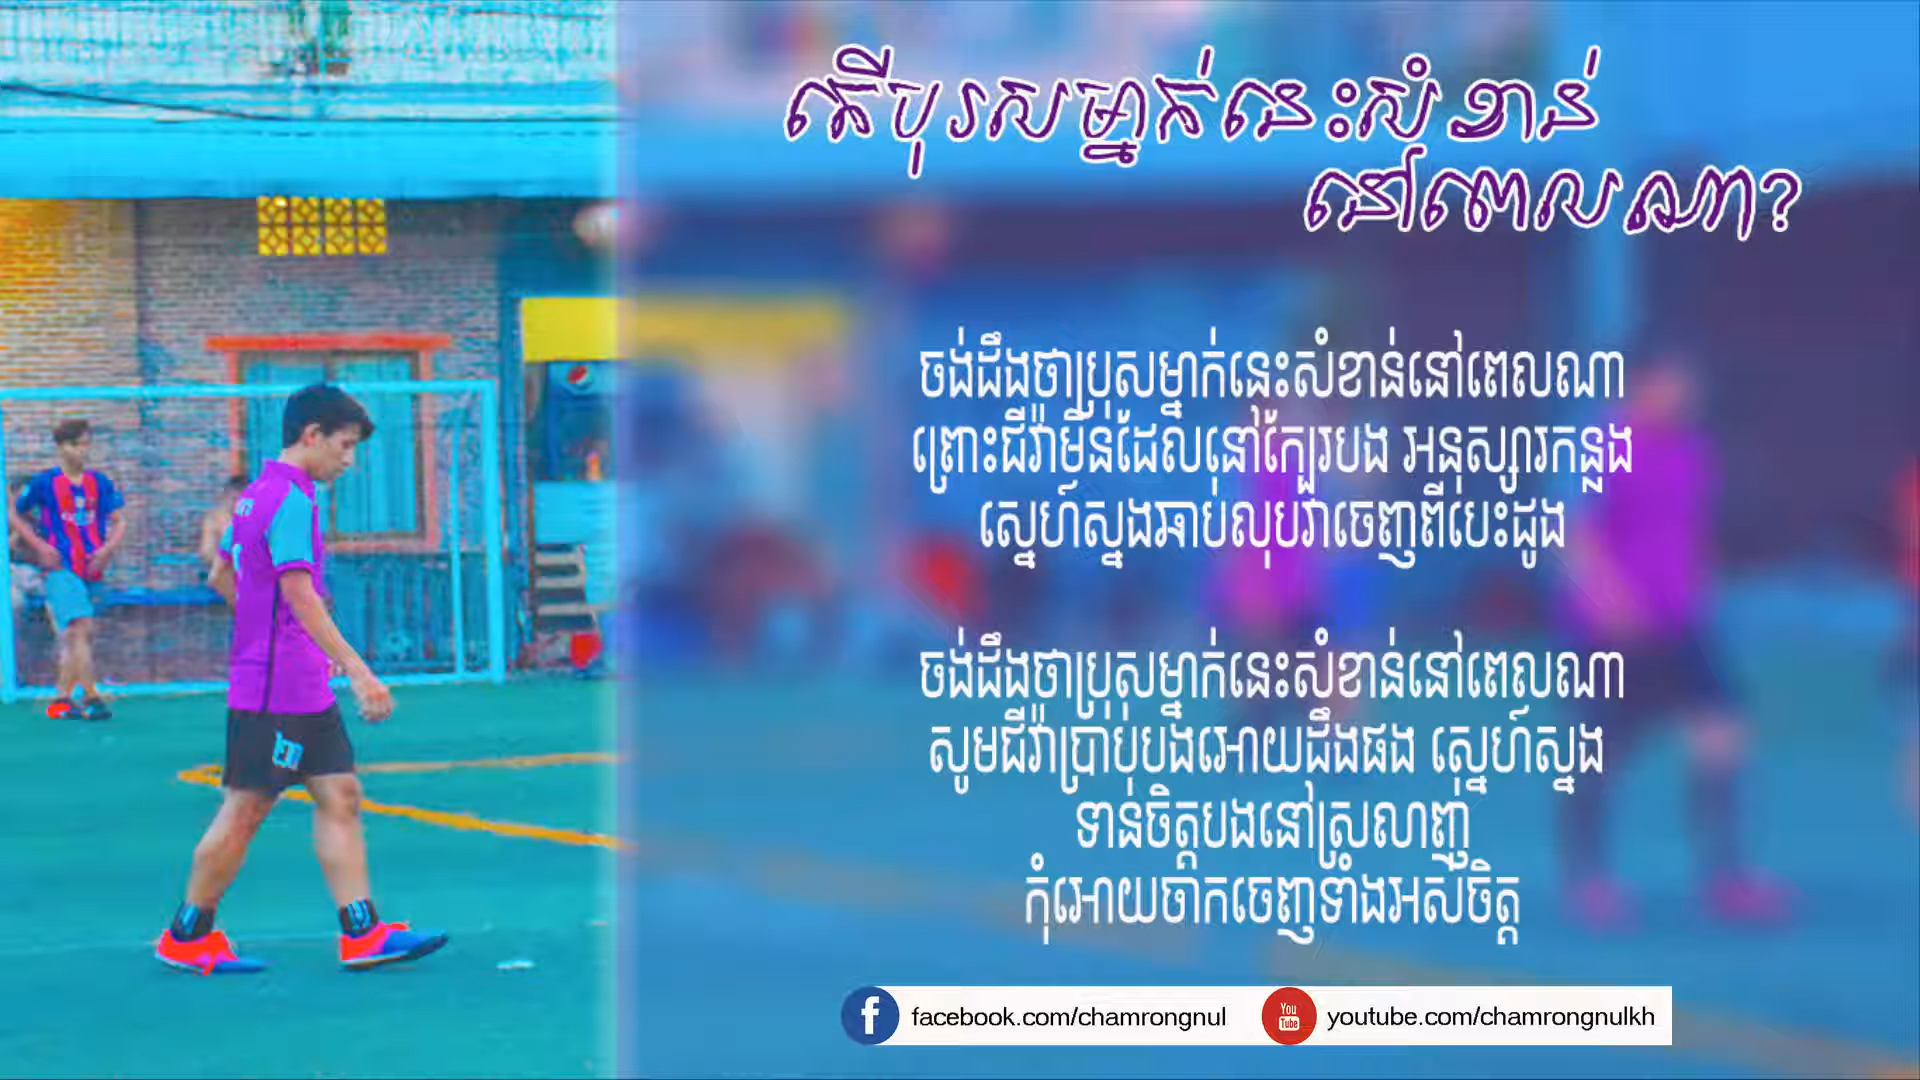 តើបុរសម្នាក់នេះសំខាន់
នៅពេលណា?
ចង់ដឹងថាប្រុសម្នាក់នេះសំខាន់នៅពេលណា
ព្រោះជីវ៉ាមិនដែលនៅក្បែរបង អនុស្សាវរកន្លង
ស្នេហ៍ស្នងឆាប់លុបវាចេញពីបេះដូង
ចង់ដឹងថាប្រុសម្នាក់នេះសំខាន់នៅពេលណា
សូមជីវ៉ាប្រាប់បងអោយដឹងផង ស្នេហ៍ស្នង
ទាន់ចិត្តបងនៅស្រលាញ់
កុំអោយចាកចេញទាំងអស់ចិត្ត
facebook.com/chamrongnul
You Tube
youtube.com/chamrongnulkh